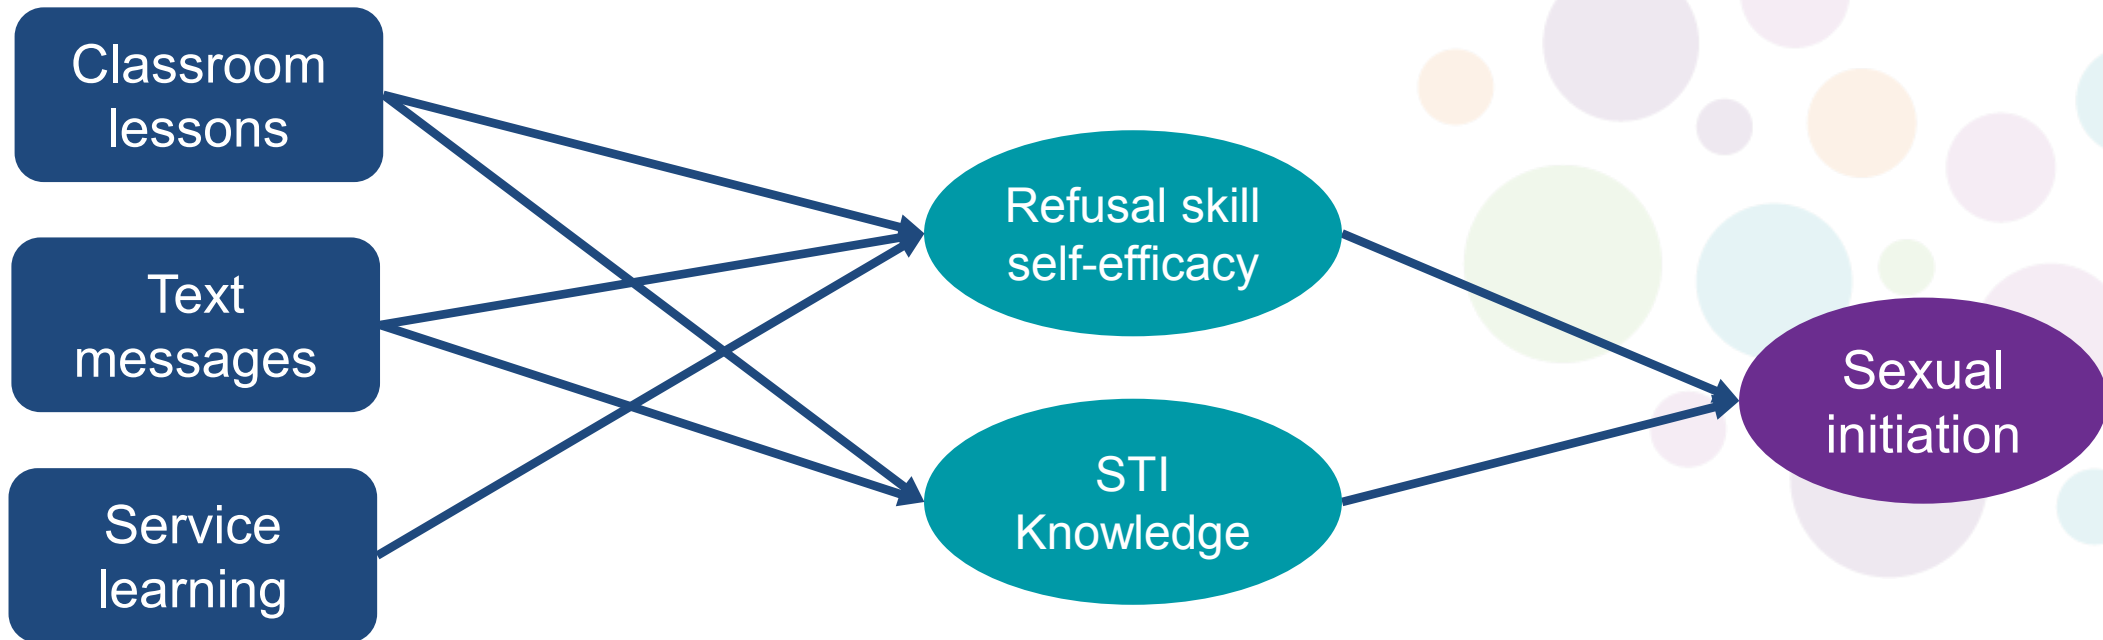 Classroom
lessons
Text
messages
Service
learning
Refusal skill
self-efficacy
STI
Knowledge
Sexual
initiation